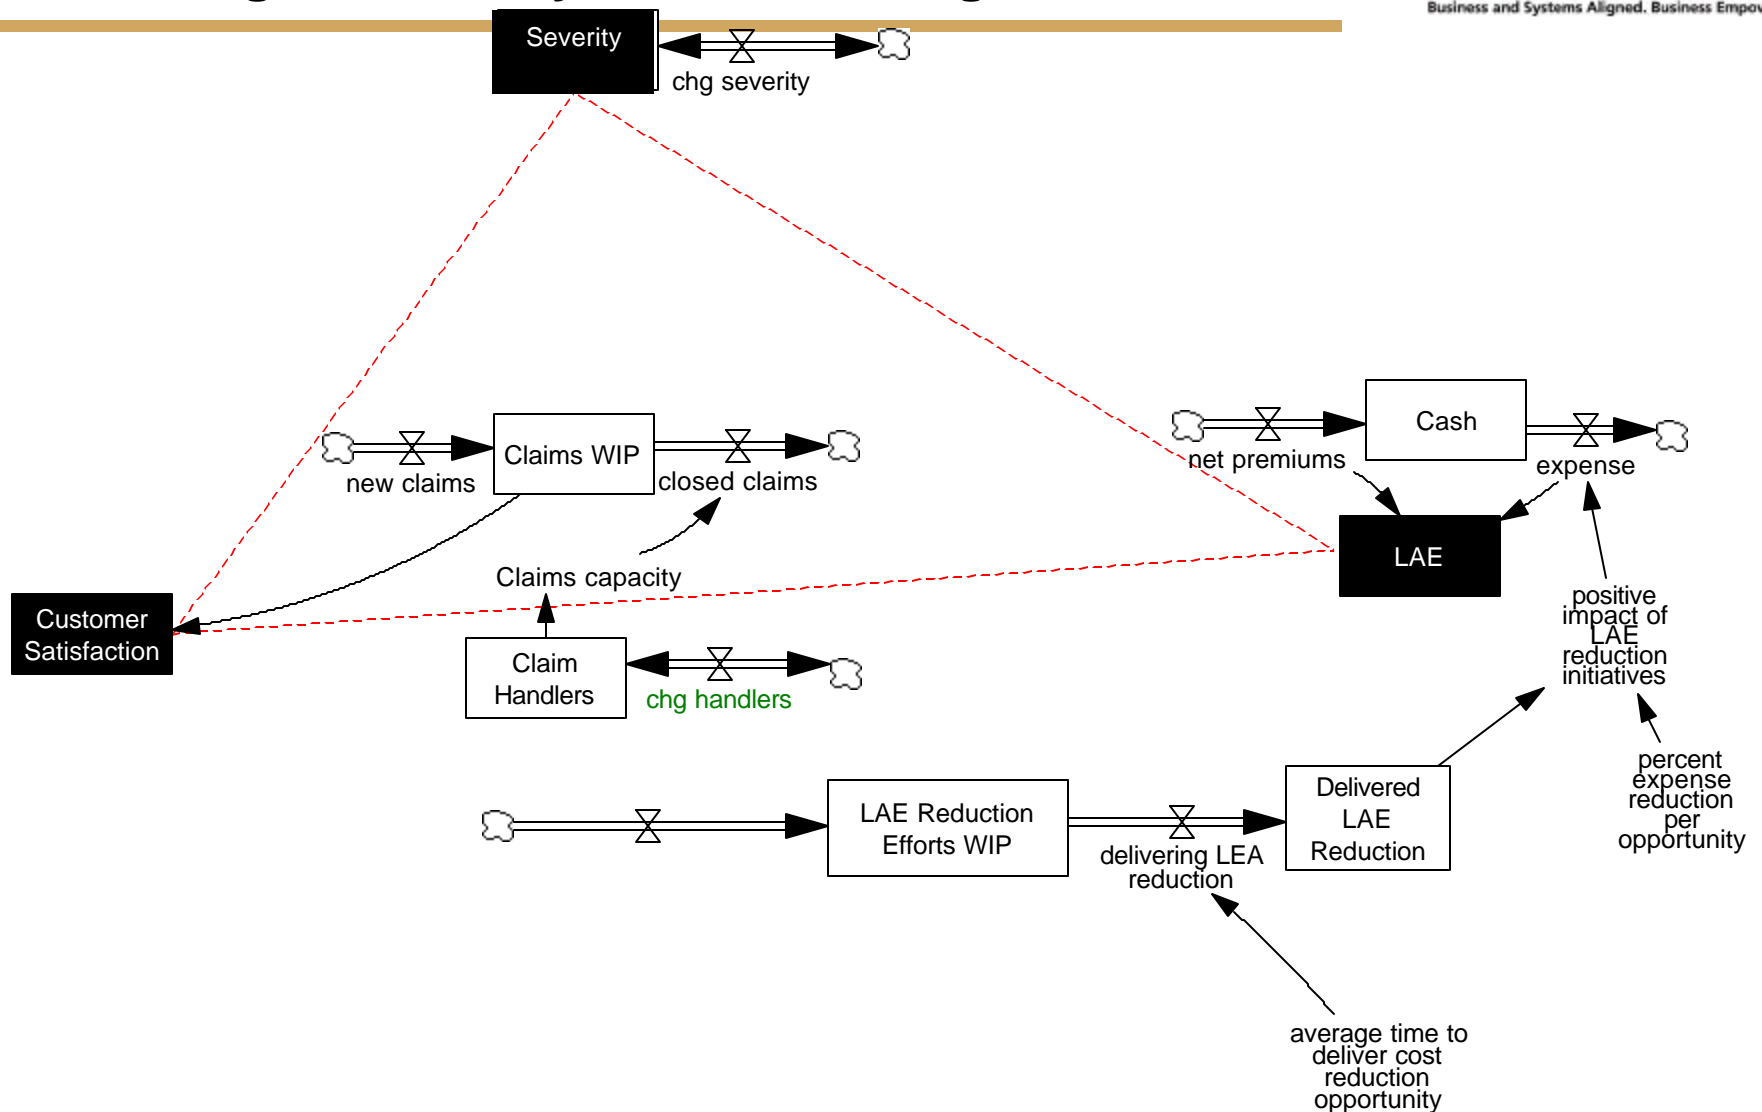 Business and Systems Aligned. Business
Severity
chg severity
Cash
net premiums
expense
Claims WIP
new claims
closed claims
LAE
Claims capacity
Customer
Satisfaction
Claim
Handlers
chg handlers
positive
impact of
LAE
reduction
initiatives
percent
expense
reduction
per
opportunity
LAE Reduction
Efforts WIP
delivering LEA
reduction
Delivered
LAE
Reduction
average time to
deliver cost
reduction
opportunity